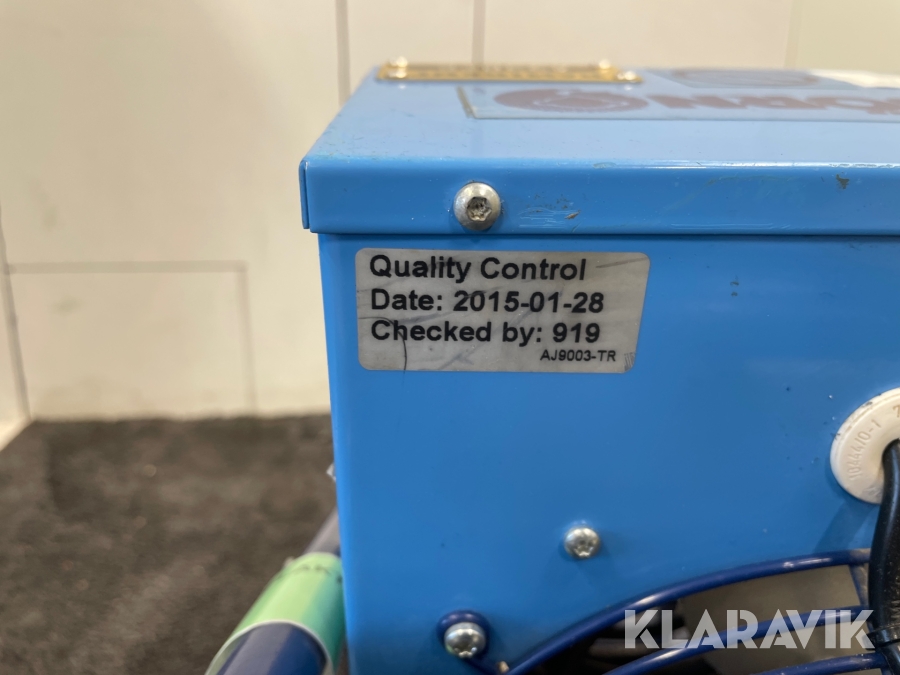 Quality Control
Date: 2015-01-28
Checked by: 919
AJ9003-TR
KLARAVIK